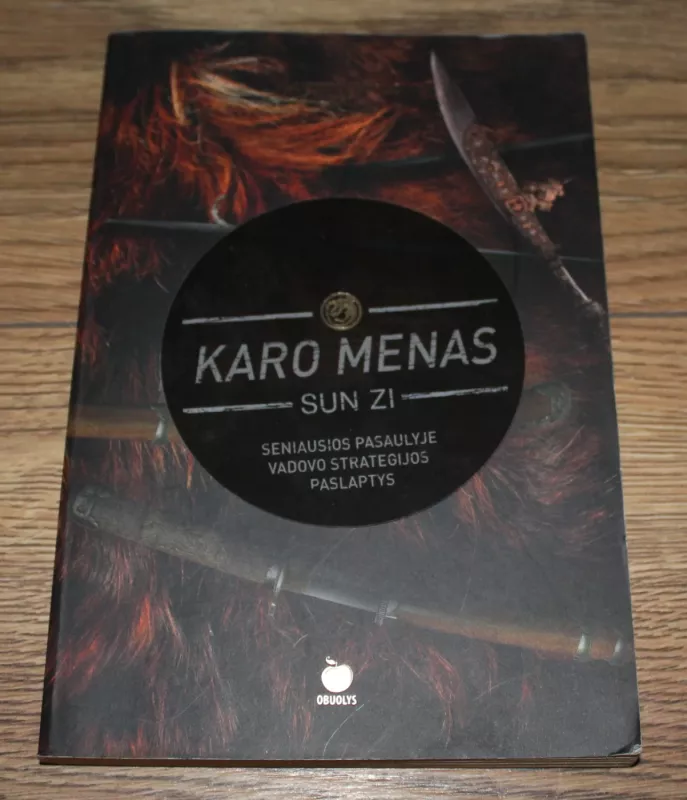 KARO MENAS
SUN ZI
SENIAUSIOS PASAULYJE
VADOVO STRATEGIJOS
PASLAPTYS
OBUOLYS